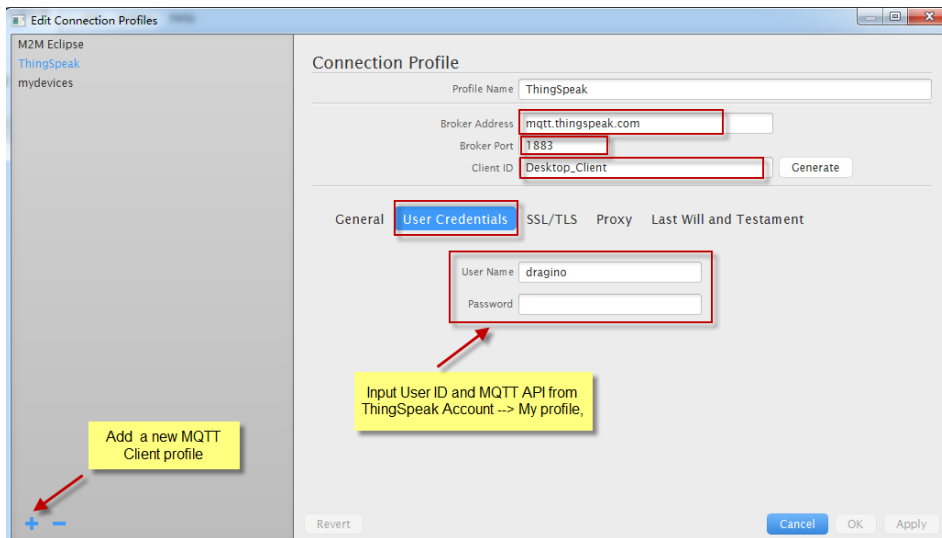 Edit Connection Profiles
M2M Eclipse
ThingSpeak
mydevices
Connection Profile
Profile Name ThingSpeak
Broker Address mqtt.thingspeak.com
Broker Port 1883
Client ID Desktop_Client Generate
General User Credentials SSL/TLS Proxy Last Will and Testament
User Name dragino
Password
Input User ID and MQTT API from
ThingSpeak Account --> My profile,
Add a new MQTT
Client profile
Revert Cancel OK Apply